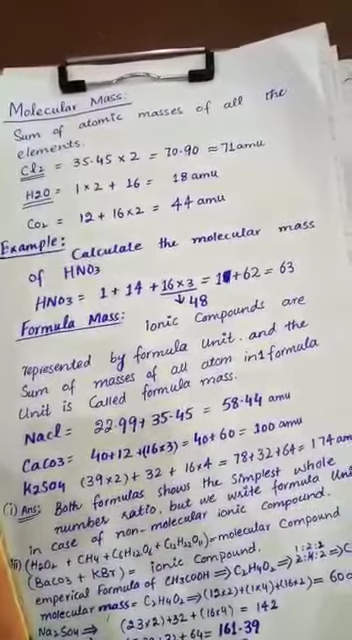 Molecular Mass:
Sum of atomic masses of all the
elements.
Cl2 = 35.45 × 2 = 70.90 ≈ 71amu
H2O = 1×2 + 16 = 18 amu
Co2 = 12 + 16×2 = 44 amu
Example: Calculate the molecular mass
of HNO3
HNO3 = 1 + 14 + 16×3 = 1+62 = 63
↓48
Formula Mass: Ionic Compounds are
represented by formula Unit. and the
Sum of masses of all atom in 1 formula
Unit is Called formula mass.
Nacl = 22.99 + 35.45 = 58.44 amu
CaCO3 = 40+12+(16×3) = 40+60 = 100 amu
K2SO4 (39×2) + 32 + 16×4 = 78+32+64 = 174 am
(i) Ans: Both formulas shows the Simplest whole
number ratio, but we write formula Uni
in case of non-molecular ionic compound.
(H2O2 + CH4 + C6H12O6 + C12H22O11) = molecular Compound
(Baco3 + KBr) = ionic Compound.
1:2:1
emperical Formula of CH3COOH ⇒ C2H4O2 ⇒ 2:4:2 ⇒ C
molecular mass = C2H4O2 ⇒ (12×2)+(1×4)+(16×2) = 60
Na2SO4 ⇒ (23×2)+32+(16×4) = 142
64 = 161.39